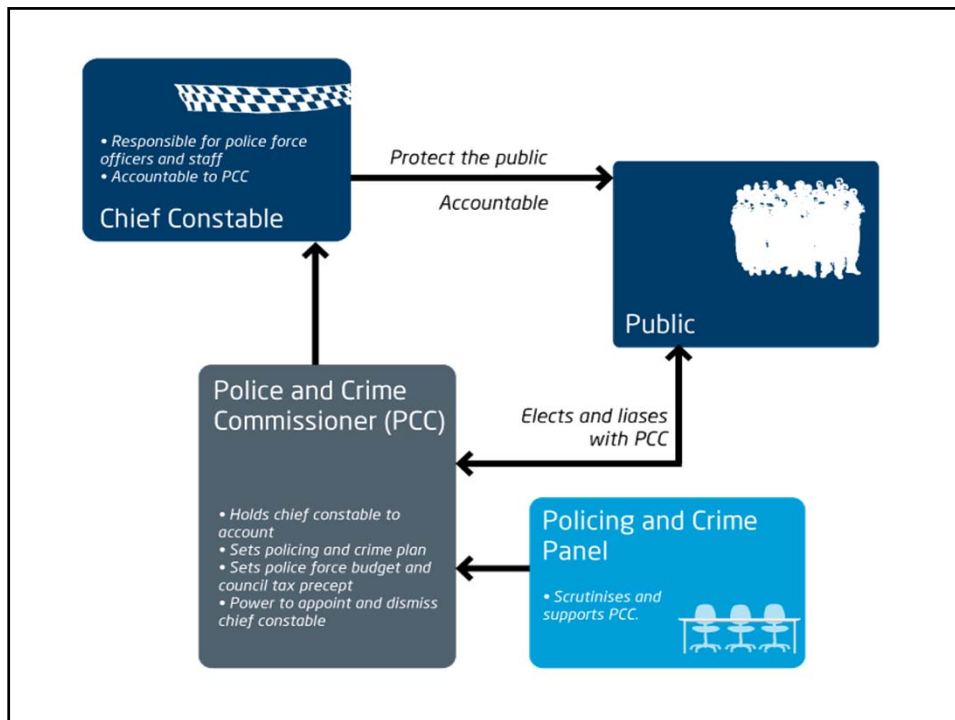 • Responsible for police force
officers and staff
• Accountable to PCC
Chief Constable
Protect the public
Accountable
Public
Police and Crime
Commissioner (PCC)
• Holds chief constable to
account
• Sets policing and crime plan
• Sets police force budget and
council tax precept
• Power to appoint and dismiss
chief constable
Elects and liases
with PCC
Policing and Crime
Panel
• Scrutinises and
supports PCC.